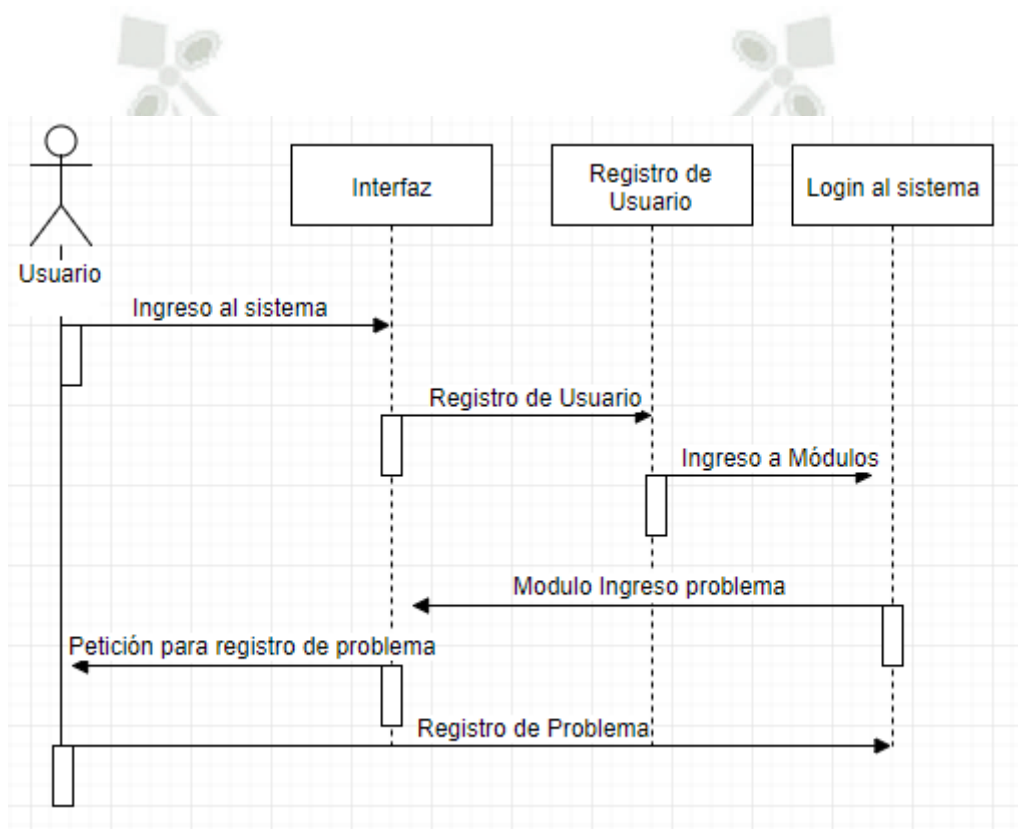 Interfaz
Registro de
Usuario
Login al sistema
Usuario
Ingreso al sistema
Registro de Usuario
Ingreso a Módulos
Modulo Ingreso problema
Petición para registro de problema
Registro de Problema